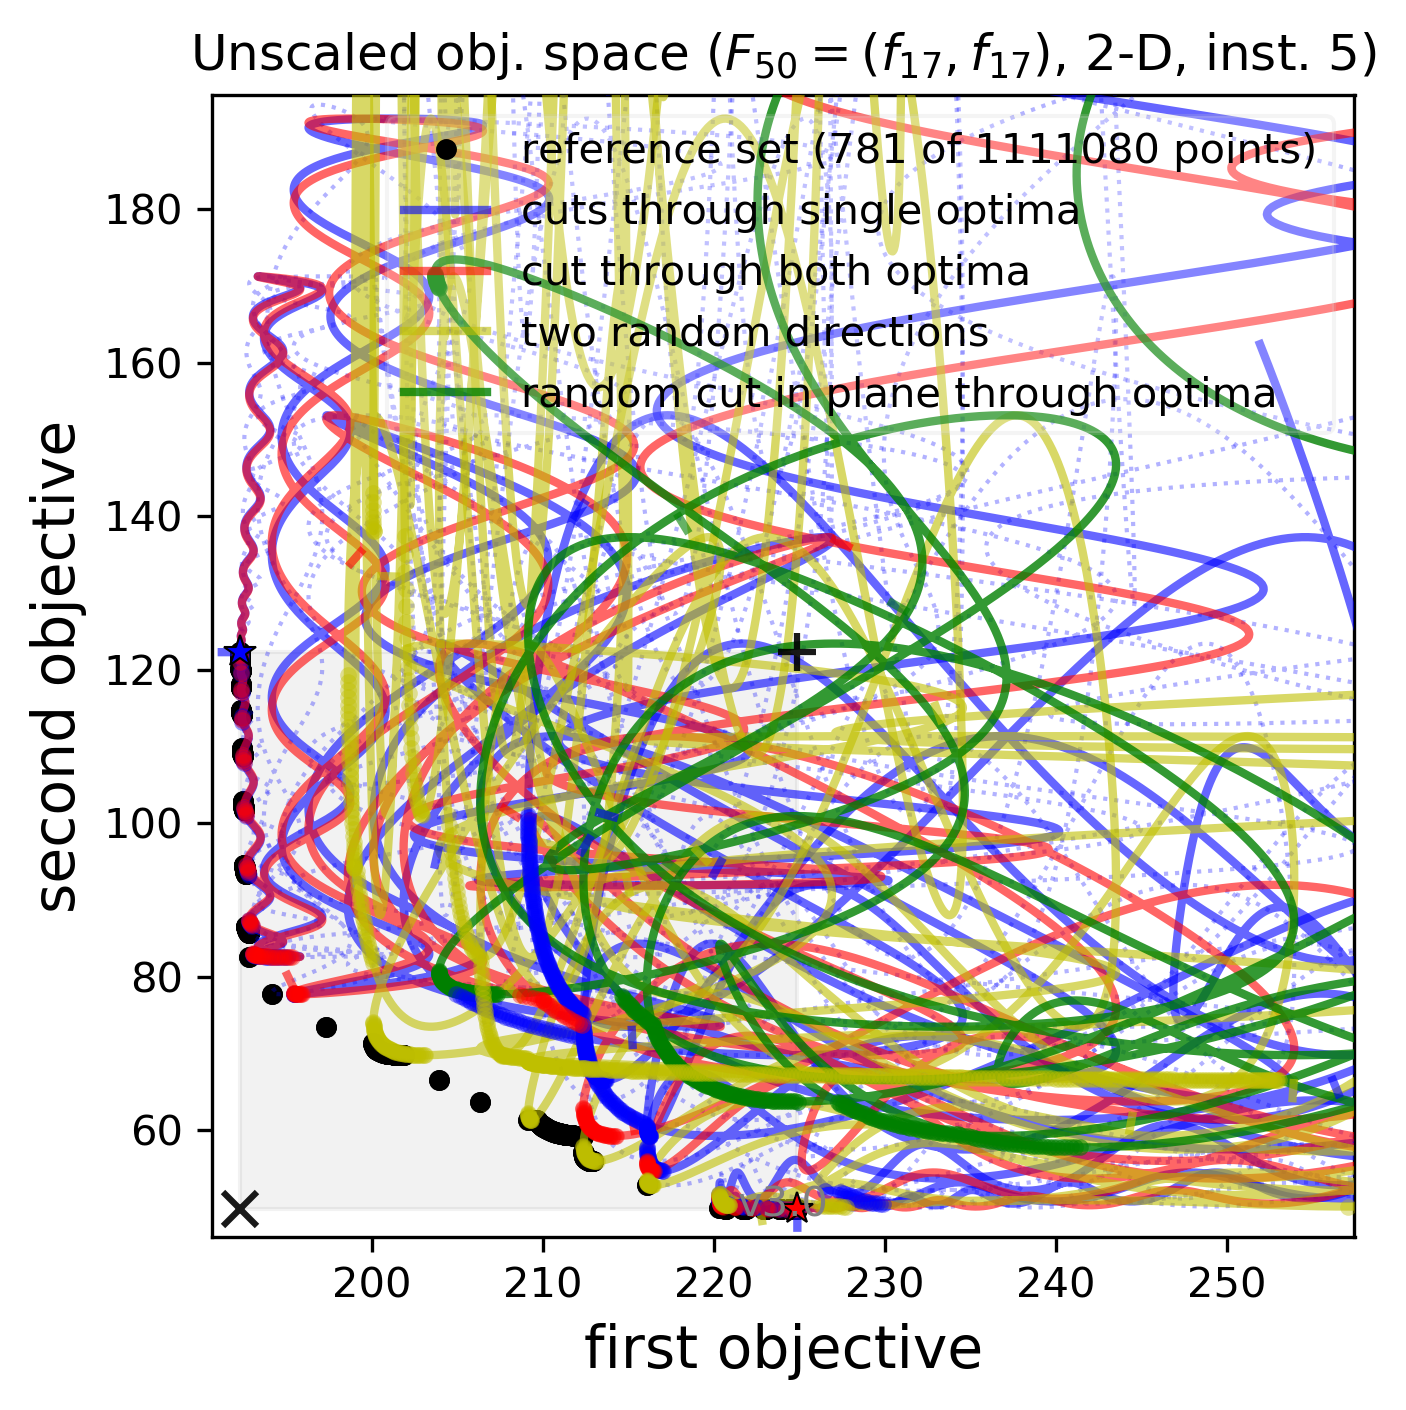 Unscaled obj. space (F₅₀ = (f₁₇, f₁₇), 2-D, inst. 5)
reference set (781 of 1111080 points)
cuts through single optima
cut through both optima
two random directions
random cut in plane through optima
second objective
180
160
140
120
100
80
60
v3.0
200
210
220
230
240
250
first objective